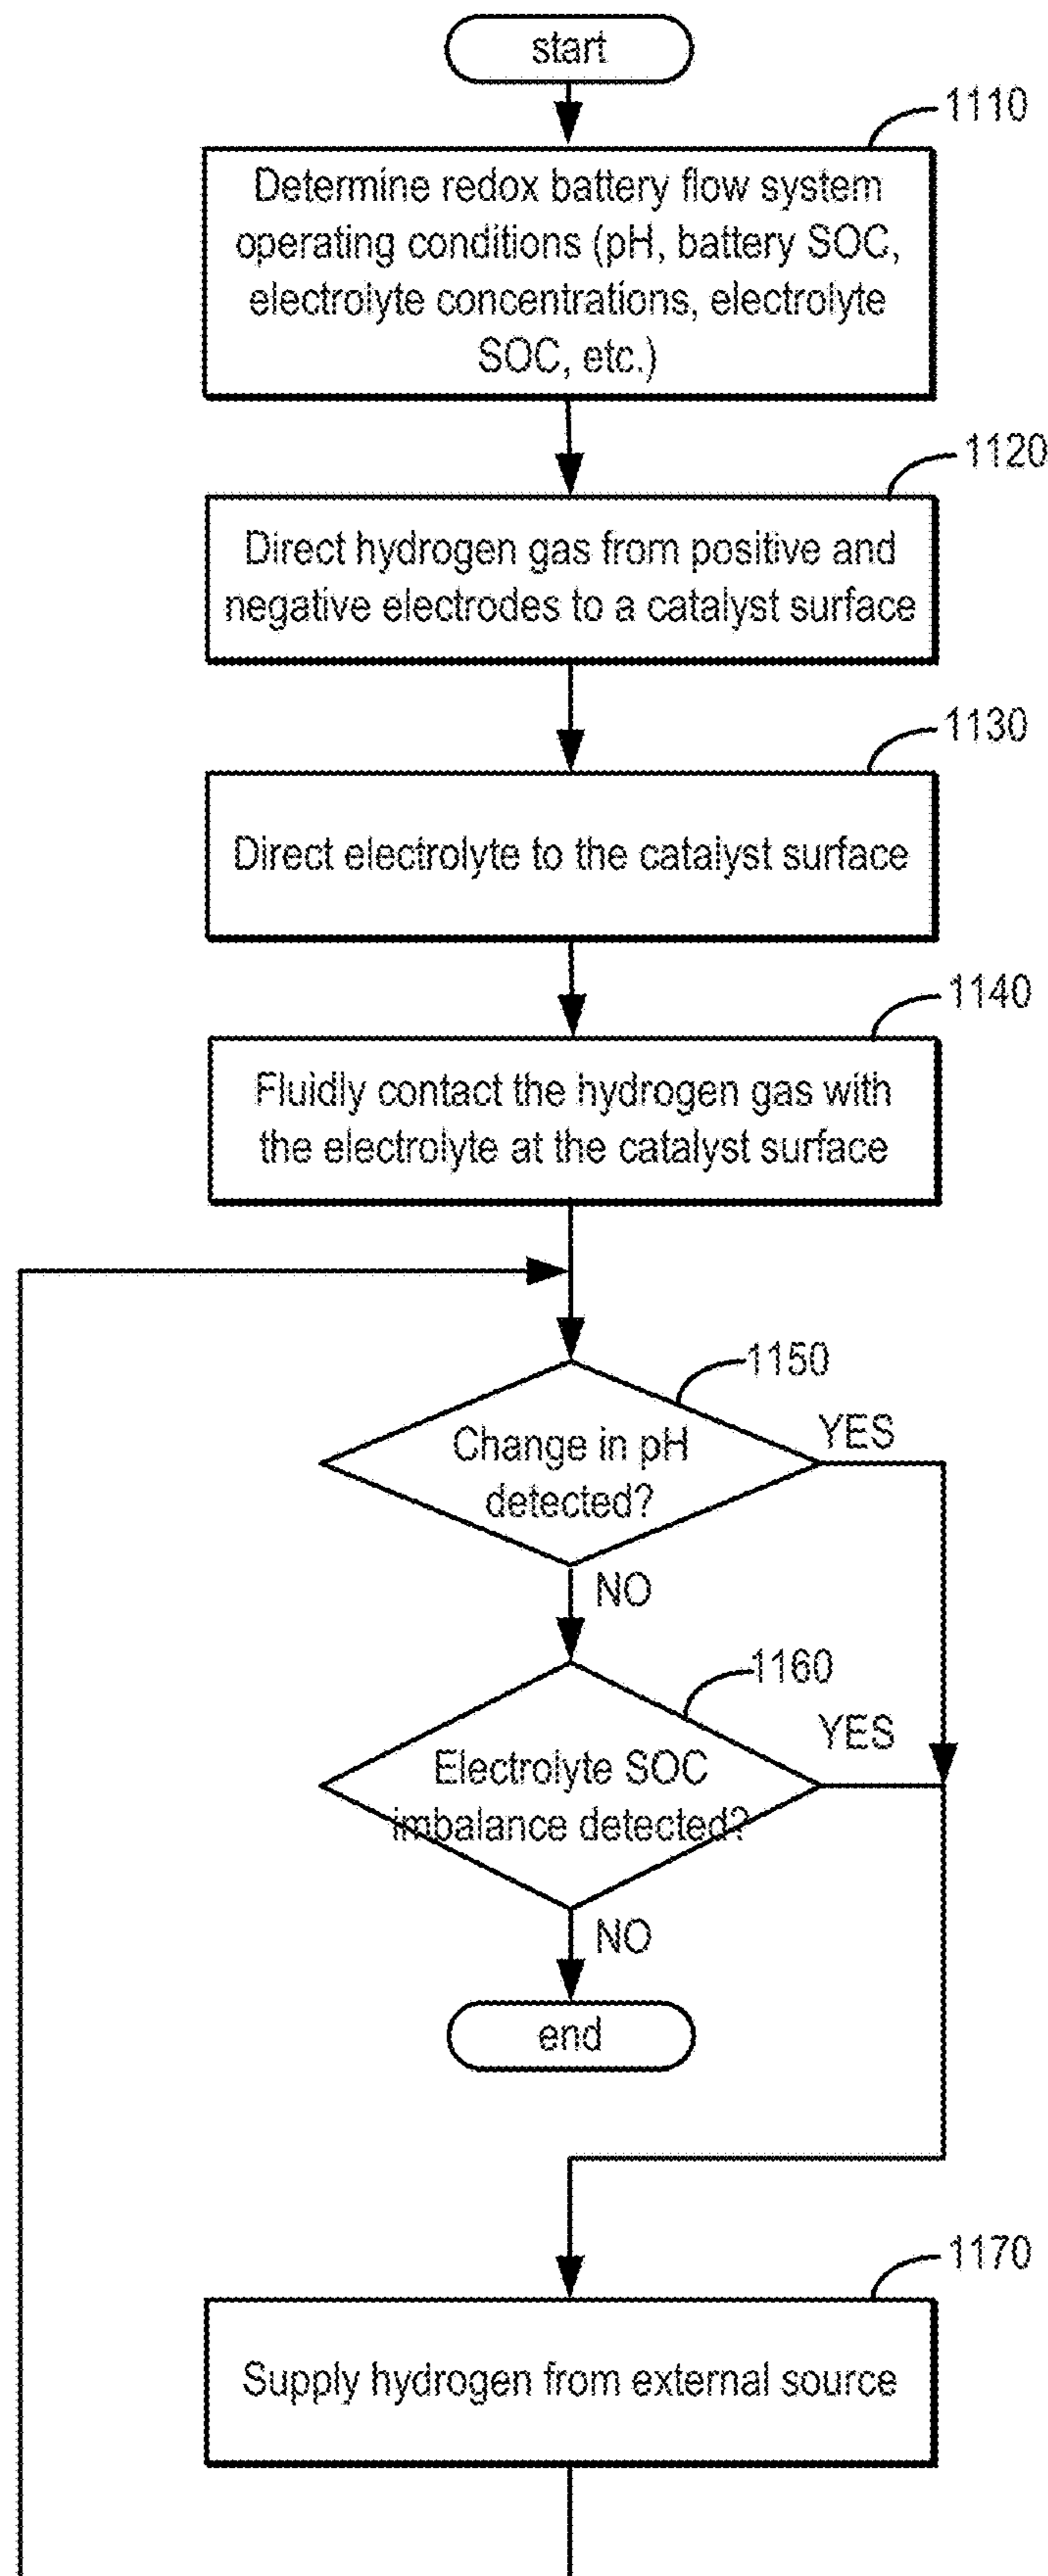 start
1110
Determine redox battery flow system
operating conditions (pH, battery SOC,
electrolyte concentrations, electrolyte
SOC, etc.)
1120
Direct hydrogen gas from positive and
negative electrodes to a catalyst surface
1130
Direct electrolyte to the catalyst surface
1140
Fluidly contact the hydrogen gas with
the electrolyte at the catalyst surface
1150
Change in pH
detected?
YES
NO
1160
Electrolyte SOC
imbalance detected?
YES
NO
end
1170
Supply hydrogen from external source